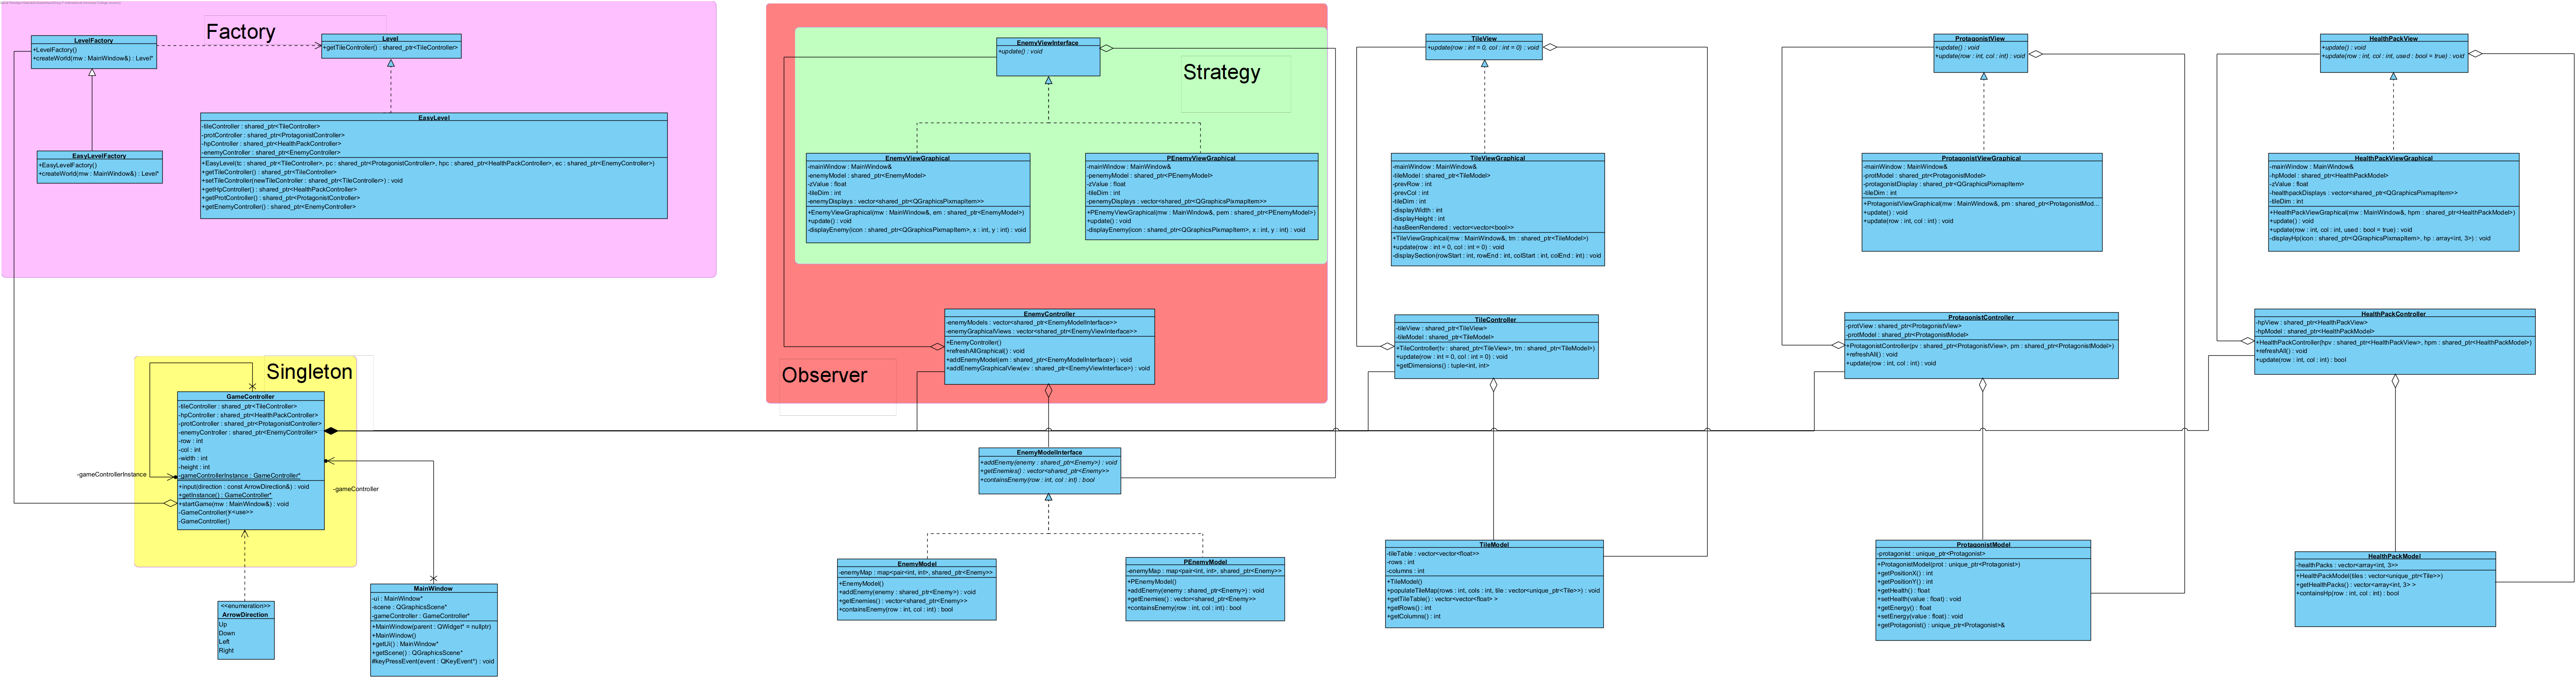 Factory
LevelFactory
+LevelFactory()
+createWorld(mw : MainWindow&) : Level*
Level
+getTileController() : shared_ptr<TileController>
EasyLevelFactory
+EasyLevelFactory()
+createWorld(mw : MainWindow&) : Level*
EasyLevel
-tileController : shared_ptr<TileController>
-protController : shared_ptr<ProtagonistController>
-hpController : shared_ptr<HealthPackController>
-enemyController : shared_ptr<EnemyController>
+EasyLevel(tc : shared_ptr<TileController>, pc : shared_ptr<ProtagonistController>, hpc : shared_ptr<HealthPackController>, ec : shared_ptr<EnemyController>)
+getTileController() : shared_ptr<TileController>
+setTileController(newTileController : shared_ptr<TileController>) : void
+getHpController() : shared_ptr<HealthPackController>
+getProtController() : shared_ptr<ProtagonistController>
+getEnemyController() : shared_ptr<EnemyController>
Singleton
GameController
-tileController : shared_ptr<TileController>
-hpController : shared_ptr<HealthPackController>
-protController : shared_ptr<ProtagonistController>
-enemyController : shared_ptr<EnemyController>
-row : int
-col : int
-width : int
-height : int
-gameControllerInstance : GameController*
+input(direction : const ArrowDirection&) : void
+getInstance() : GameController*
+startGame(mw : MainWindow&) : void
-GameController()
<<use>>
-GameController()
-gameControllerInstance
-gameController
<<enumeration>>
ArrowDirection
Up
Down
Left
Right
MainWindow
-ui : MainWindow*
-scene : QGraphicsScene*
-gameController : GameController*
+MainWindow(parent : QWidget* = nullptr)
+MainWindow()
+getUi() : MainWindow*
+getScene() : QGraphicsScene*
#keyPressEvent(event : QKeyEvent*) : void
Strategy
Observer
EnemyViewInterface
+update() : void
EnemyViewGraphical
-mainWindow : MainWindow&
-enemyModel : shared_ptr<EnemyModel>
-zValue : float
-tileDim : int
-enemyDisplays : vector<shared_ptr<QGraphicsPixmapItem>>
+EnemyViewGraphical(mw : MainWindow&, em : shared_ptr<EnemyModel>)
+update() : void
-displayEnemy(icon : shared_ptr<QGraphicsPixmapItem>, x : int, y : int) : void
PEnemyViewGraphical
-mainWindow : MainWindow&
-penemyModel : shared_ptr<PEnemyModel>
-zValue : float
-tileDim : int
-penemyDisplays : vector<shared_ptr<QGraphicsPixmapItem>>
+PEnemyViewGraphical(mw : MainWindow&, pem : shared_ptr<PEnemyModel>)
+update() : void
-displayEnemy(icon : shared_ptr<QGraphicsPixmapItem>, x : int, y : int) : void
EnemyController
-enemyModels : vector<shared_ptr<EnemyModelInterface>>
-enemyGraphicalViews : vector<shared_ptr<EnemyViewInterface>>
+EnemyController()
+refreshAllGraphical() : void
+addEnemyModel(em : shared_ptr<EnemyModelInterface>) : void
+addEnemyGraphicalView(ev : shared_ptr<EnemyViewInterface>) : void
EnemyModelInterface
+addEnemy(enemy : shared_ptr<Enemy>) : void
+getEnemies() : vector<shared_ptr<Enemy>>
+containsEnemy(row : int, col : int) : bool
EnemyModel
-enemyMap : map<pair<int, int>, shared_ptr<Enemy>>
+EnemyModel()
+addEnemy(enemy : shared_ptr<Enemy>) : void
+getEnemies() : vector<shared_ptr<Enemy>>
+containsEnemy(row : int, col : int) : bool
PEnemyModel
-enemyMap : map<pair<int, int>, shared_ptr<Enemy>>
+PEnemyModel()
+addEnemy(enemy : shared_ptr<Enemy>) : void
+getEnemies() : vector<shared_ptr<Enemy>>
+containsEnemy(row : int, col : int) : bool
TileView
+update(row : int = 0, col : int = 0) : void
TileViewGraphical
-mainWindow : MainWindow&
-tileModel : shared_ptr<TileModel>
-prevRow : int
-prevCol : int
-tileDim : int
-displayWidth : int
-displayHeight : int
-hasBeenRendered : vector<vector<bool>>
+TileViewGraphical(mw : MainWindow&, tm : shared_ptr<TileModel>)
+update(row : int = 0, col : int = 0) : void
-displaySection(rowStart : int, rowEnd : int, colStart : int, colEnd : int) : void
TileController
-tileView : shared_ptr<TileView>
-tileModel : shared_ptr<TileModel>
+TileController(tv : shared_ptr<TileView>, tm : shared_ptr<TileModel>)
+update(row : int = 0, col : int = 0) : void
+getDimensions() : tuple<int, int>
TileModel
-tileTable : vector<vector<float>>
-rows : int
-columns : int
+TileModel()
+populateTileMap(rows : int, cols : int, tile : vector<unique_ptr<Tile>>) : void
+getTileTable() : vector<vector<float> >
+getRows() : int
+getColumns() : int
ProtagonistView
+update() : void
+update(row : int, col : int) : void
ProtagonistViewGraphical
-mainWindow : MainWindow&
-protModel : shared_ptr<ProtagonistModel>
-protagonistDisplay : shared_ptr<QGraphicsPixmapItem>
-tileDim : int
+ProtagonistViewGraphical(mw : MainWindow&, pm : shared_ptr<ProtagonistMod...
+update() : void
+update(row : int, col : int) : void
ProtagonistController
-protView : shared_ptr<ProtagonistView>
-protModel : shared_ptr<ProtagonistModel>
+ProtagonistController(pv : shared_ptr<ProtagonistView>, pm : shared_ptr<ProtagonistModel>)
+refreshAll() : void
+update(row : int, col : int) : void
ProtagonistModel
-protagonist : unique_ptr<Protagonist>
+ProtagonistModel(prot : unique_ptr<Protagonist>)
+getPositionX() : int
+getPositionY() : int
+getHealth() : float
+setHealth(value : float) : void
+getEnergy() : float
+setEnergy(value : float) : void
+getProtagonist() : unique_ptr<Protagonist>&
HealthPackView
+update() : void
+update(row : int, col : int, used : bool = true) : void
HealthPackViewGraphical
-mainWindow : MainWindow&
-hpModel : shared_ptr<HealthPackModel>
-zValue : float
-healthpackDisplays : vector<shared_ptr<QGraphicsPixmapItem>>
-tileDim : int
+HealthPackViewGraphical(mw : MainWindow&, hpm : shared_ptr<HealthPackModel>)
+update() : void
+update(row : int, col : int, used : bool = true) : void
-displayHp(icon : shared_ptr<QGraphicsPixmapItem>, hp : array<int, 3>) : void
HealthPackController
-hpView : shared_ptr<HealthPackView>
-hpModel : shared_ptr<HealthPackModel>
+HealthPackController(hpv : shared_ptr<HealthPackView>, hpm : shared_ptr<HealthPackModel>)
+refreshAll() : void
+update(row : int, col : int) : bool
HealthPackModel
-healthPacks : vector<array<int, 3>>
+HealthPackModel(tiles : vector<unique_ptr<Tile>>)
+getHealthPacks() : vector<array<int, 3> >
+containsHp(row : int, col : int) : bool